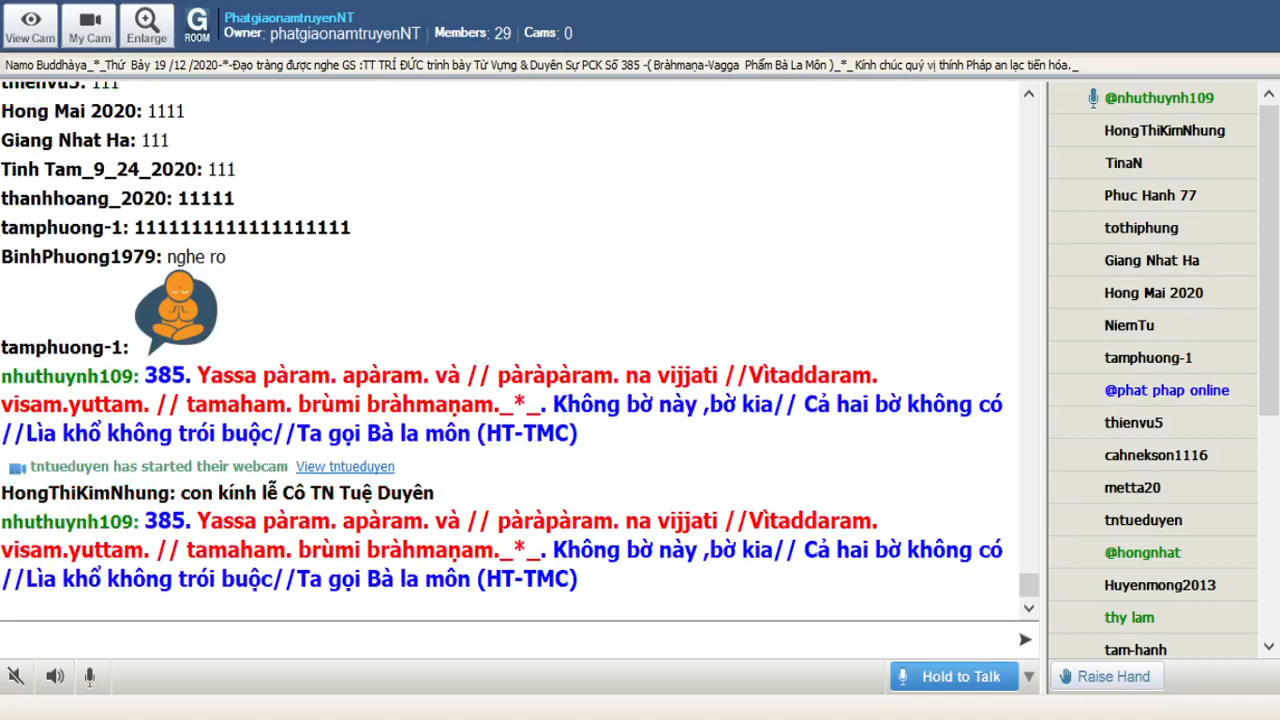 View Cam
My Cam
Enlarge
G
ROOM
PhatgiaonamtruyenNT
Owner: phatgiaonamtruyenNT | Members: 29 | Cams: 0
Namo Buddhàya_*_Thứ Bảy 19 /12 /2020-*-Đạo tràng được nghe GS :TT TRÍ ĐỨC trình bày Từ Vựng & Duyên Sự PCK Số 385 -( Bràhmaṇa-Vagga Phẩm Bà La Môn )_*_ Kính chúc quý vị thính Pháp an lạc tiến hóa._
thienvu5: 111
Hong Mai 2020: 1111
Giang Nhat Ha: 111
Tinh Tam_9_24_2020: 111
thanhhoang_2020: 11111
tamphuong-1: 1111111111111111111
BinhPhuong1979: nghe ro
tamphuong-1:
nhuthuynh109: 385. Yassa pàram. apàram. và // pàràpàram. na vijjati //Vìtaddaram.
visam.yuttam. // tamaham. brùmi bràhmaṇam._*_. Không bờ này ,bờ kia// Cả hai bờ không có
//Lìa khổ không trói buộc//Ta gọi Bà la môn (HT-TMC)
tntueduyen has started their webcam View tntueduyen
HongThiKimNhung: con kính lễ Cô TN Tuệ Duyên
nhuthuynh109: 385. Yassa pàram. apàram. và // pàràpàram. na vijjati //Vìtaddaram.
visam.yuttam. // tamaham. brùmi bràhmaṇam._*_. Không bờ này ,bờ kia// Cả hai bờ không có
//Lìa khổ không trói buộc//Ta gọi Bà la môn (HT-TMC)
Hold to Talk
@nhuthuynh109
HongThiKimNhung
TinaN
Phuc Hanh 77
tothiphung
Giang Nhat Ha
Hong Mai 2020
NiemTu
tamphuong-1
@phat phap online
thienvu5
cahnekson1116
metta20
tntueduyen
@hongnhat
Huyenmong2013
thy lam
tam-hanh
Raise Hand